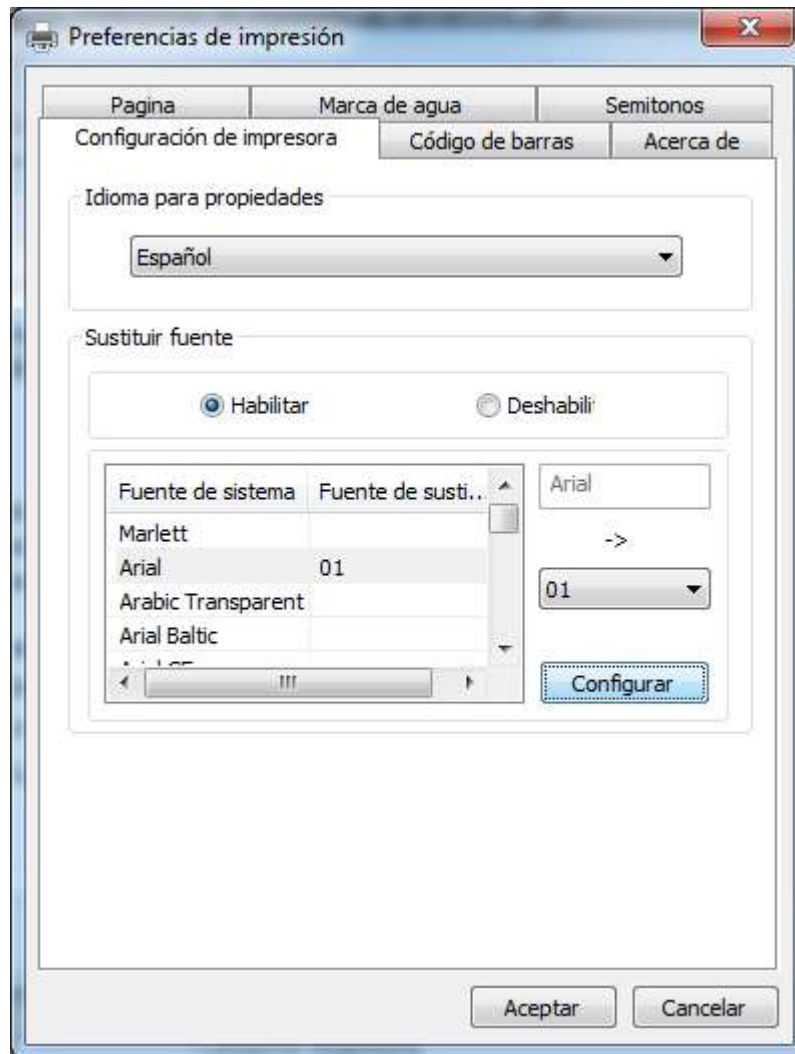 Preferencias de impresión
Pagina Marca de agua Semitonos
Configuración de impresora Código de barras Acerca de
Idioma para propiedades
Español
Sustituir fuente
Habilitar Deshabili
Fuente de sistema Fuente de susti...
Marlett
Arial 01
Arabic Transparent
Arial Baltic
Arial
->
01
Configurar
Aceptar Cancelar